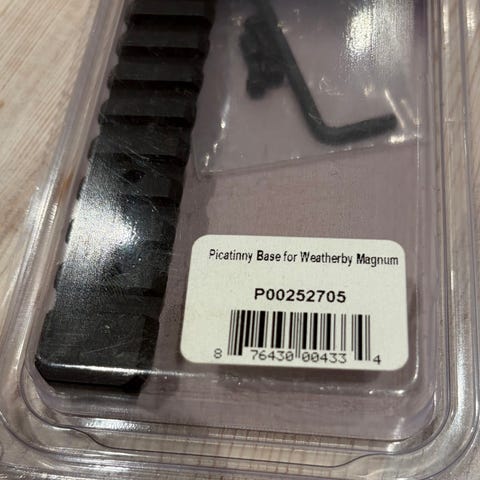 Picatinny Base for Weatherby Magnum
P00252705
8 76430 00433 4